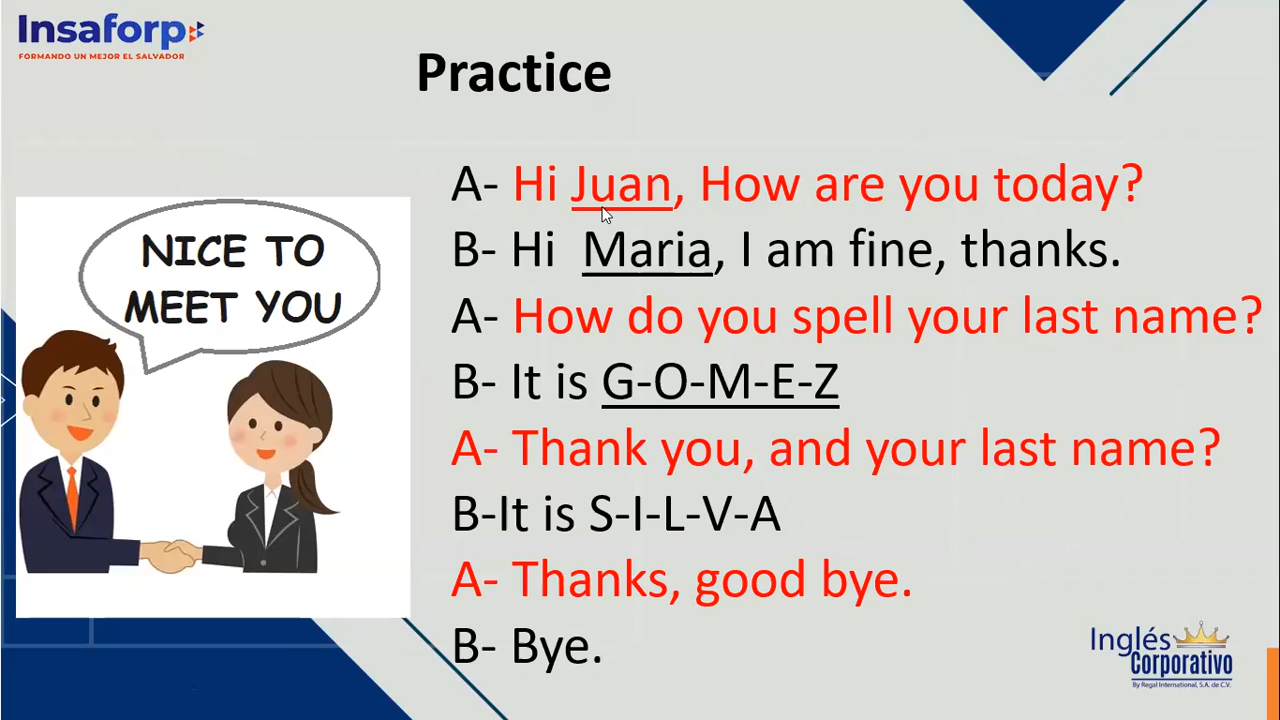 Insaforp
FORMANDO UN MEJOR EL SALVADOR
Practice
NICE TO
MEET YOU
A- Hi Juan, How are you today?
B- Hi Maria, I am fine, thanks.
A- How do you spell your last name?
B- It is G-O-M-E-Z
A- Thank you, and your last name?
B-It is S-I-L-V-A
A- Thanks, good bye.
B- Bye.
Inglés
Corporativo
By Regal International, S.A. de C.V.